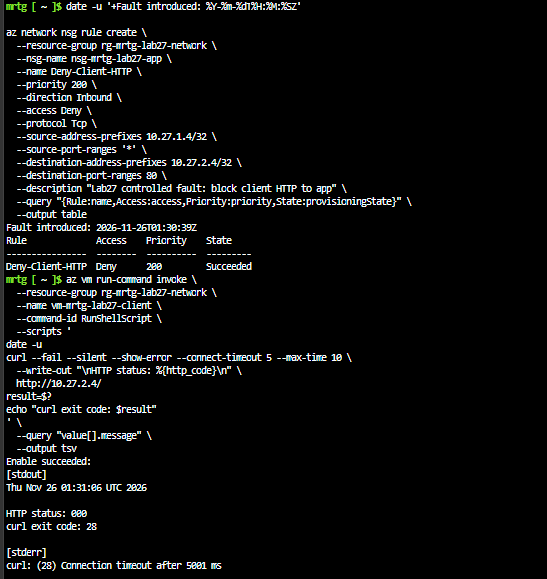 mrtg [ ~ ]$ date -u '+Fault introduced: %Y-%m-%dT%H:%M:%SZ'
az network nsg rule create \
--resource-group rg-mrtg-lab27-network \
--nsg-name nsg-mrtg-lab27-app \
--name Deny-Client-HTTP \
--priority 200 \
--direction Inbound \
--access Deny \
--protocol Tcp \
--source-address-prefixes 10.27.1.4/32 \
--source-port-ranges '*' \
--destination-address-prefixes 10.27.2.4/32 \
--destination-port-ranges 80 \
--description "Lab27 controlled fault: block client HTTP to app" \
--query "{Rule:name,Access:access,Priority:priority,State:provisioningState}" \
--output table
Fault introduced: 2026-11-26T01:30:39Z
Rule Access Priority State
---------------- -------- ---------- ---------
Deny-Client-HTTP Deny 200 Succeeded
mrtg [ ~ ]$ az vm run-command invoke \
--resource-group rg-mrtg-lab27-network \
--name vm-mrtg-lab27-client \
--command-id RunShellScript \
--scripts '
date -u
curl --fail --silent --show-error --connect-timeout 5 --max-time 10 \
--write-out "\nHTTP status: %{http_code}\n" \
http://10.27.2.4/
result=$?
echo "curl exit code: $result"
' \
--query "value[].message" \
--output tsv
Enable succeeded:
[stdout]
Thu Nov 26 01:31:06 UTC 2026
HTTP status: 000
curl exit code: 28
[stderr]
curl: (28) Connection timeout after 5001 ms